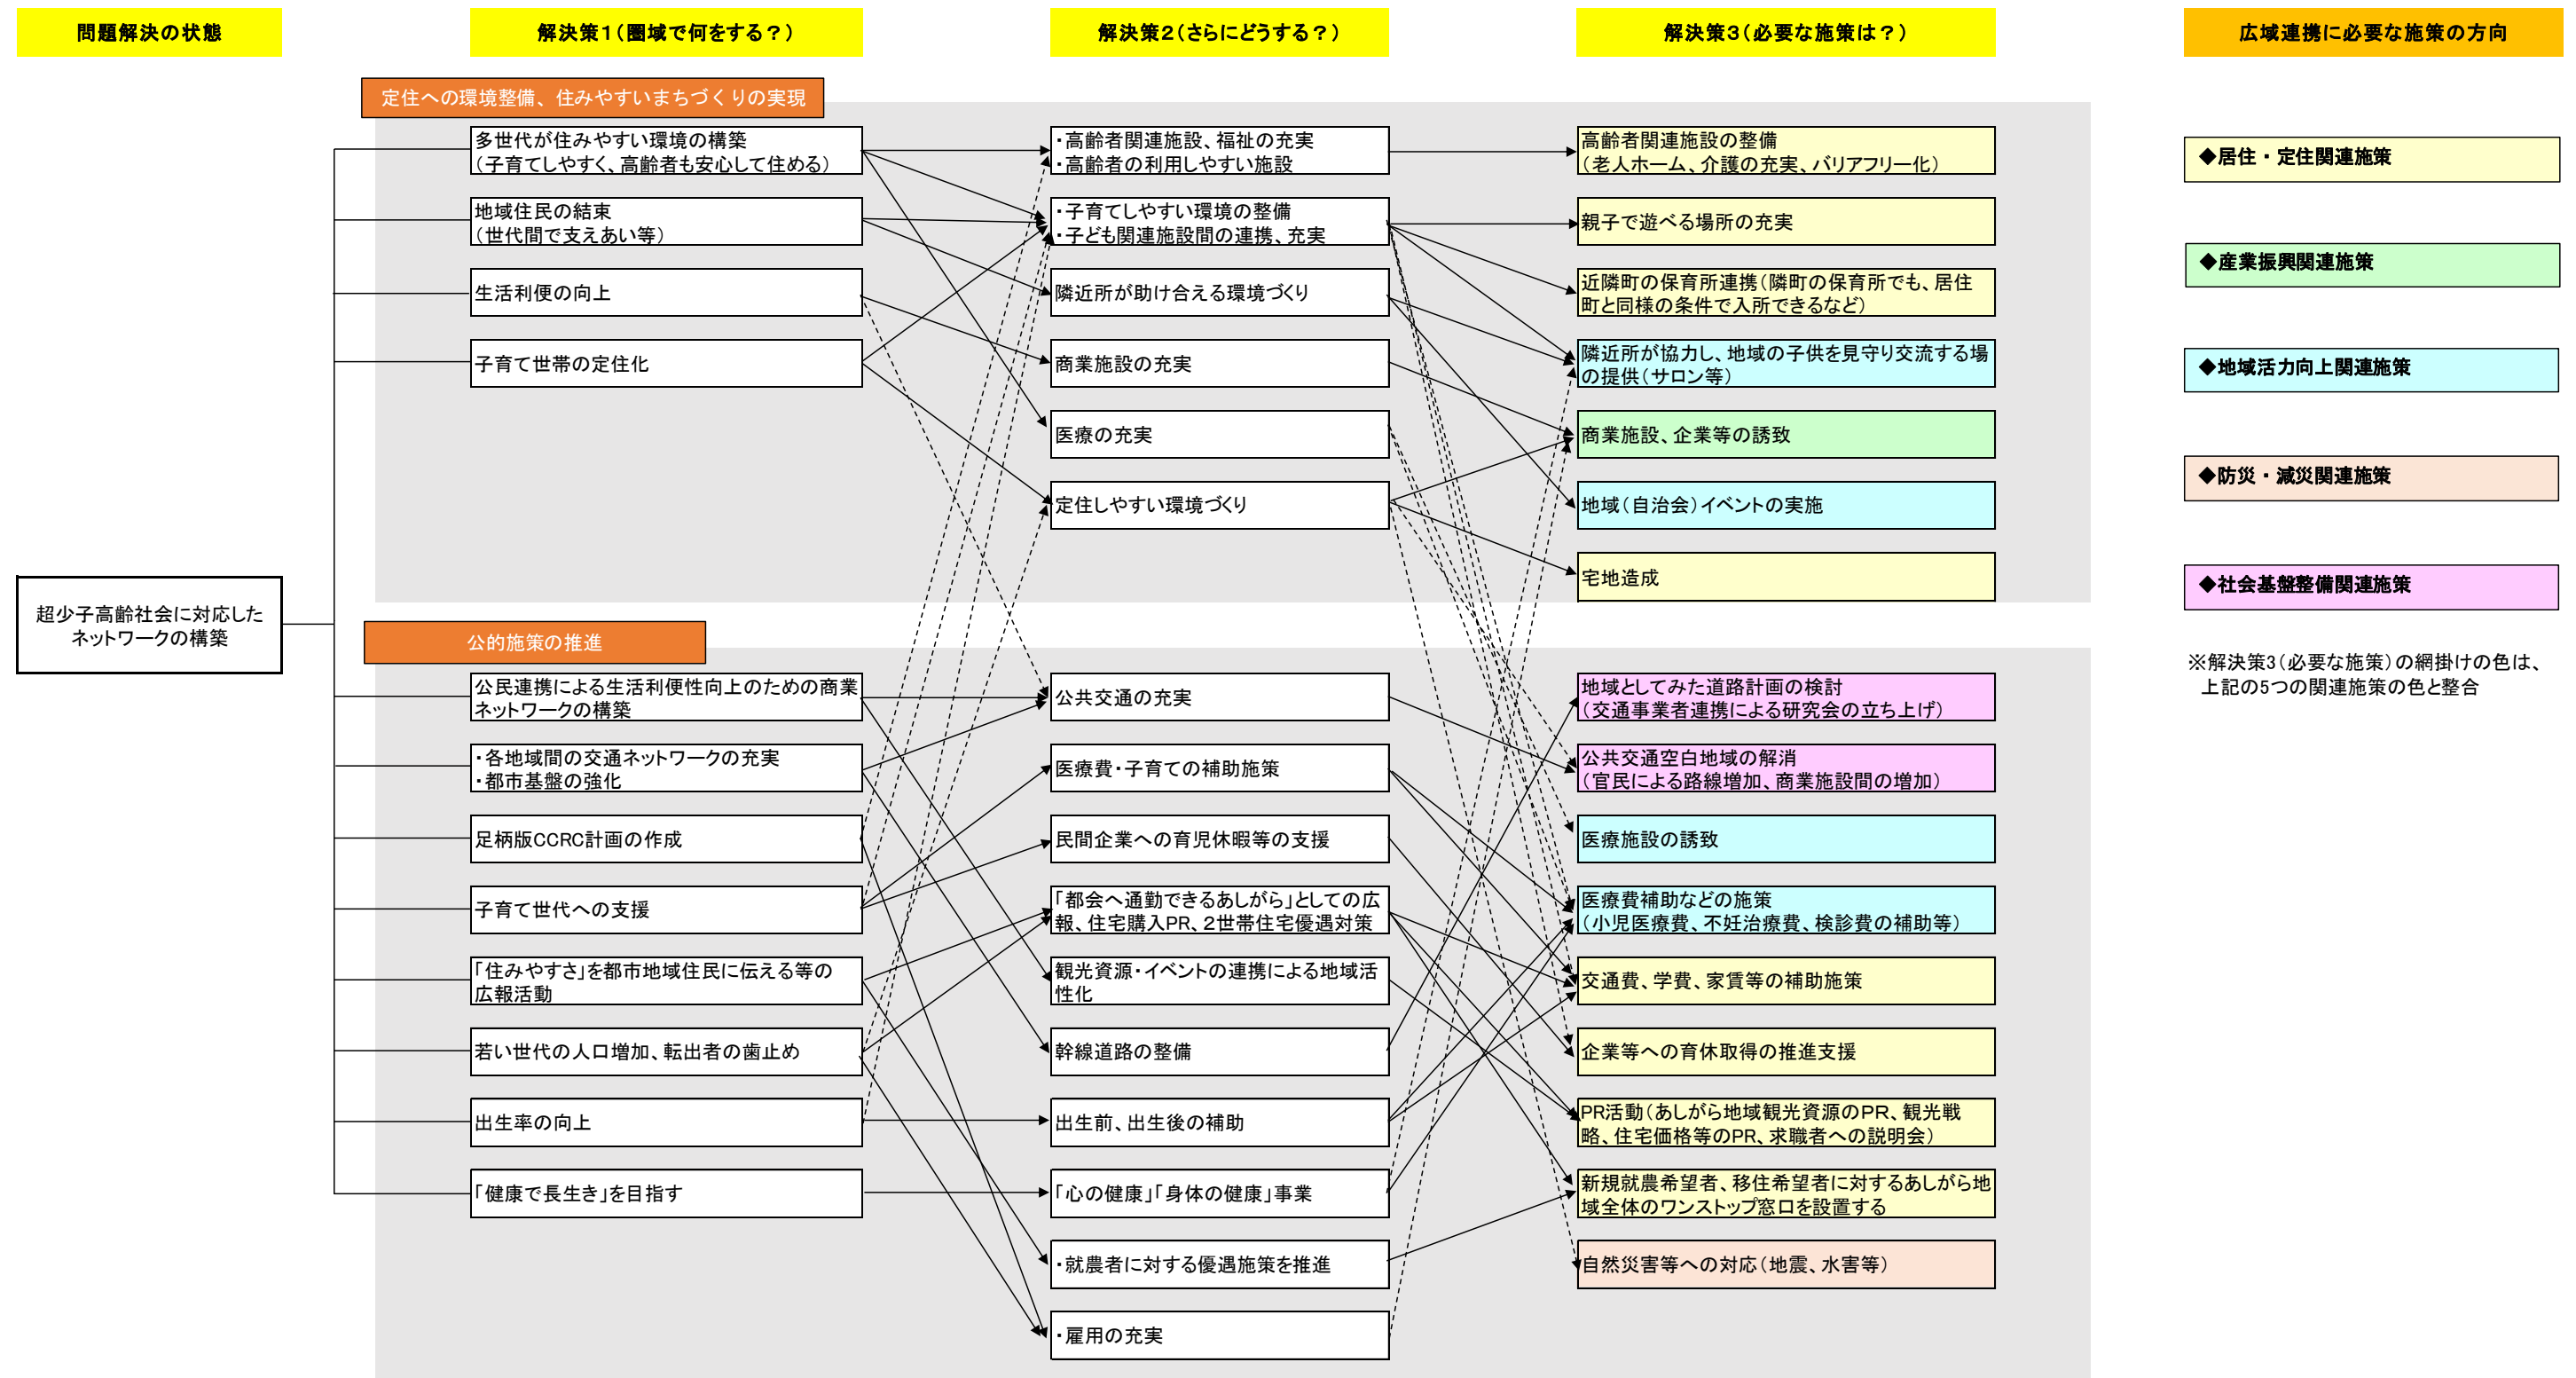 問題解決の状態
解決策1（圏域で何をする？）
解決策2（さらにどうする？）
解決策3（必要な施策は？）
広域連携に必要な施策の方向
超少子高齢社会に対応した
ネットワークの構築
定住への環境整備、住みやすいまちづくりの実現
多世代が住みやすい環境の構築
（子育てしやすく、高齢者も安心して住める）
地域住民の結束
（世代間で支えあい等）
生活利便の向上
子育て世帯の定住化
・高齢者関連施設、福祉の充実
・高齢者の利用しやすい施設
・子育てしやすい環境の整備
・子ども関連施設間の連携、充実
隣近所が助け合える環境づくり
商業施設の充実
医療の充実
定住しやすい環境づくり
高齢者関連施設の整備
（老人ホーム、介護の充実、バリアフリー化）
親子で遊べる場所の充実
近隣町の保育所連携（隣町の保育所でも、居住
町と同様の条件で入所できるなど）
隣近所が協力し、地域の子供を見守り交流する場
の提供（サロン等）
商業施設、企業等の誘致
地域（自治会）イベントの実施
宅地造成
公的施策の推進
公民連携による生活利便性向上のための商業
ネットワークの構築
・各地域間の交通ネットワークの充実
・都市基盤の強化
足柄版CCRC計画の作成
子育て世代への支援
「住みやすさ」を都市地域住民に伝える等の
広報活動
若い世代の人口増加、転出者の歯止め
出生率の向上
「健康で長生き」を目指す
公共交通の充実
医療費・子育ての補助施策
民間企業への育児休暇等の支援
「都会へ通勤できるあしがら」としての広
報、住宅購入PR、２世帯住宅優遇対策
観光資源・イベントの連携による地域活
性化
幹線道路の整備
出生前、出生後の補助
「心の健康」「身体の健康」事業
・就農者に対する優遇施策を推進
・雇用の充実
地域としてみた道路計画の検討
（交通事業者連携による研究会の立ち上げ）
公共交通空白地域の解消
（官民による路線増加、商業施設間の増加）
医療施設の誘致
医療費補助などの施策
（小児医療費、不妊治療費、検診費の補助等）
交通費、学費、家賃等の補助施策
企業等への育休取得の推進支援
PR活動（あしがら地域観光資源のPR、観光戦
略、住宅価格等のPR、求職者への説明会）
新規就農希望者、移住希望者に対するあしがら地
域全体のワンストップ窓口を設置する
自然災害等への対応（地震、水害等）
◆居住・定住関連施策
◆産業振興関連施策
◆地域活力向上関連施策
◆防災・減災関連施策
◆社会基盤整備関連施策
※解決策3（必要な施策）の網掛けの色は、
上記の5つの関連施策の色と整合